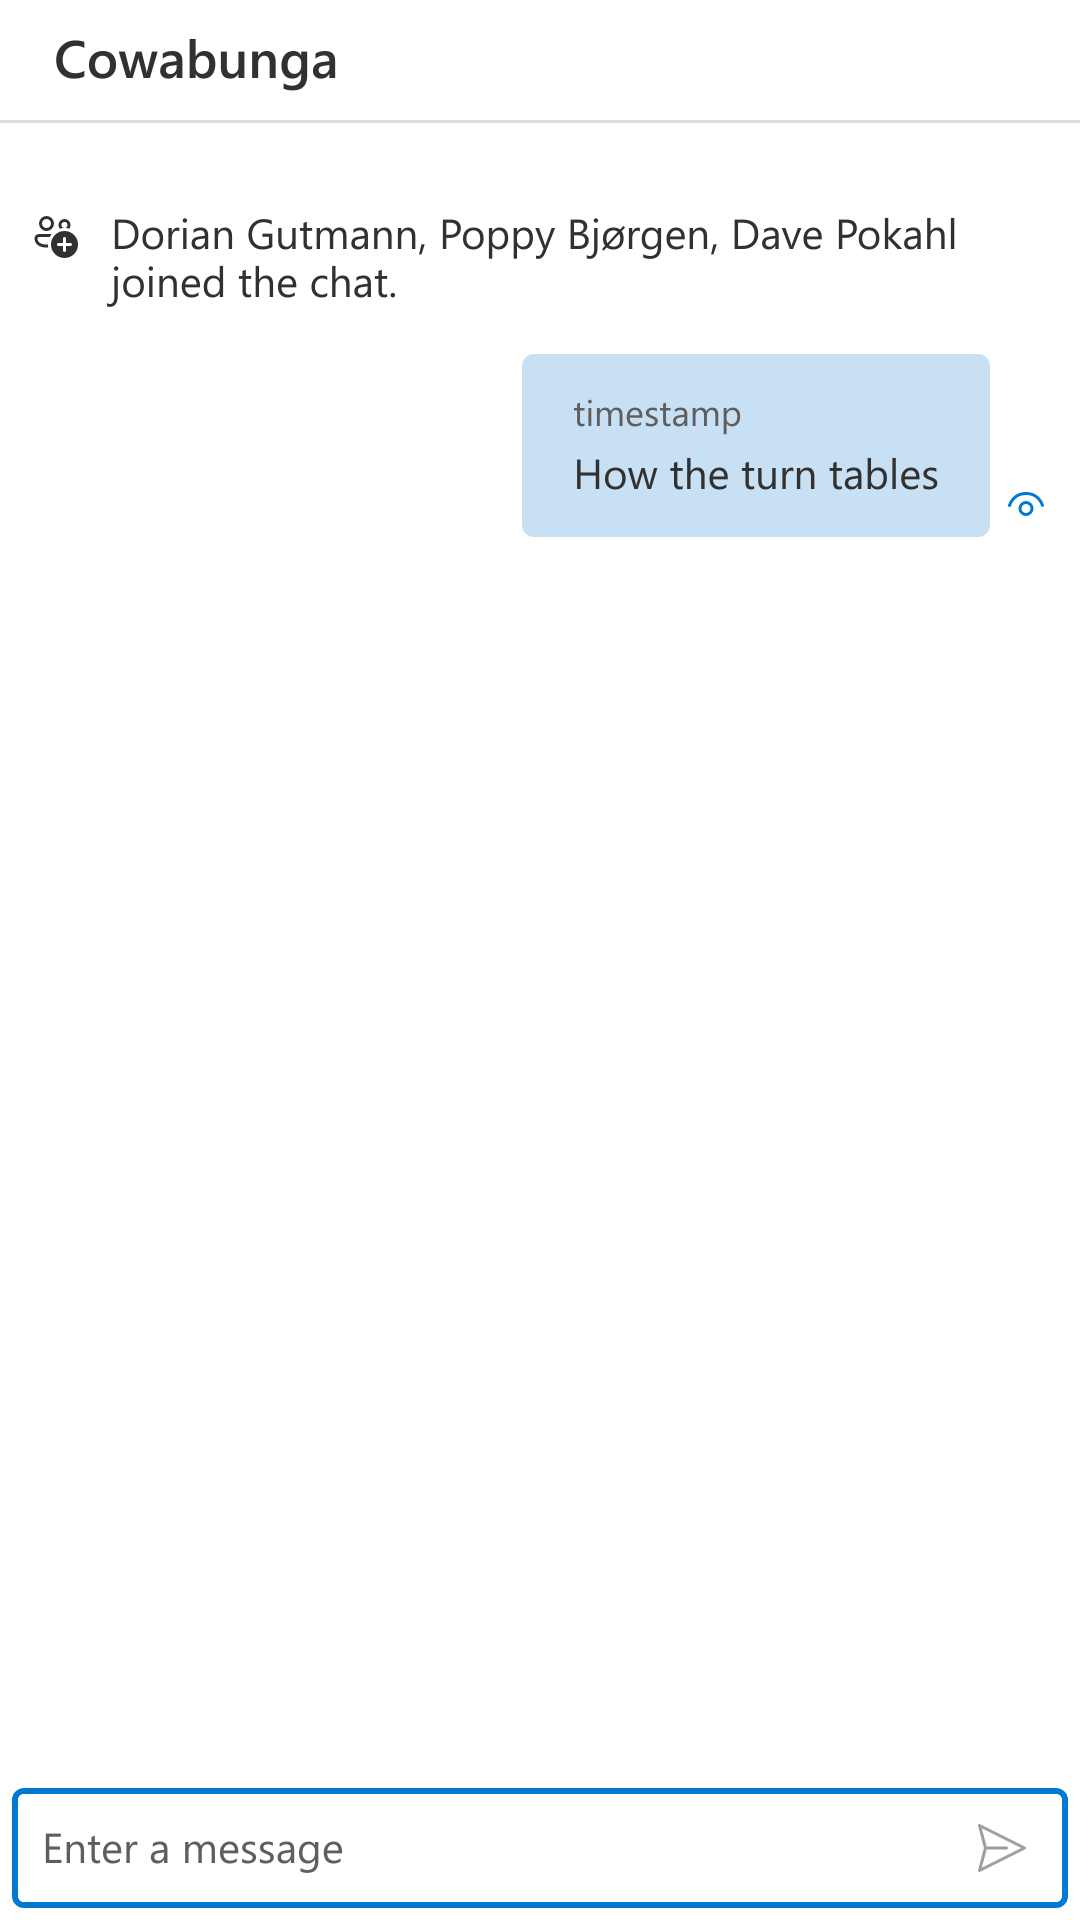 Cowabunga
Dorian Gutmann, Poppy Bjørgen, Dave Pokahl
joined the chat.
timestamp
How the turn tables
Enter a message